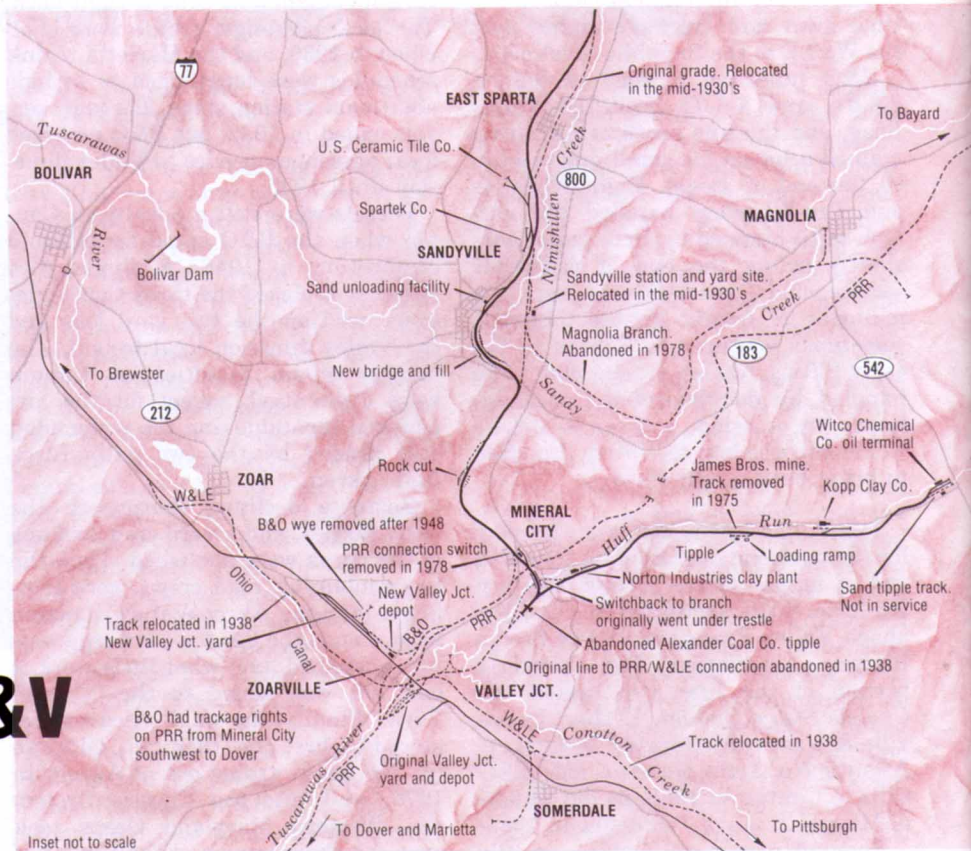 77
Original grade. Relocated
in the mid-1930's
EAST SPARTA
To Bayard
Tuscarawas
River
BOLIVAR
U.S. Ceramic Tile Co.
800
Spartek Co.
Nimishillen
Creek
MAGNOLIA
SANDYVILLE
Bolivar Dam
Sand unloading facility
Sandyville station and yard site.
Relocated in the mid-1930's
PRR
Magnolia Branch.
Abandoned in 1978
Sandy
Creek
183
542
New bridge and fill
To Brewster
212
Witco Chemical
Co. oil terminal
Rock cut
James Bros. mine.
Track removed
in 1975
Kopp Clay Co.
W&LE
ZOAR
MINERAL
CITY
B&O wye removed after 1948
PRR connection switch
removed in 1978
Huff
Run
Tipple
Loading ramp
Norton Industries clay plant
Sand tipple track.
Not in service
Ohio
Canal
New Valley Jct.
depot
Switchback to branch
originally went under trestle
Track relocated in 1938
New Valley Jct. yard
B&O
PRR
Abandoned Alexander Coal Co. tipple
Original line to PRR/W&LE connection abandoned in 1938
ZOARVILLE
VALLEY JCT.
&V
B&O had trackage rights
on PRR from Mineral City
southwest to Dover
W&LE
Conotton
Creek
Track relocated in 1938
Tuscarawas River
PRR
Original Valley Jct.
yard and depot
SOMERDALE
Inset not to scale
To Dover and Marietta
To Pittsburgh